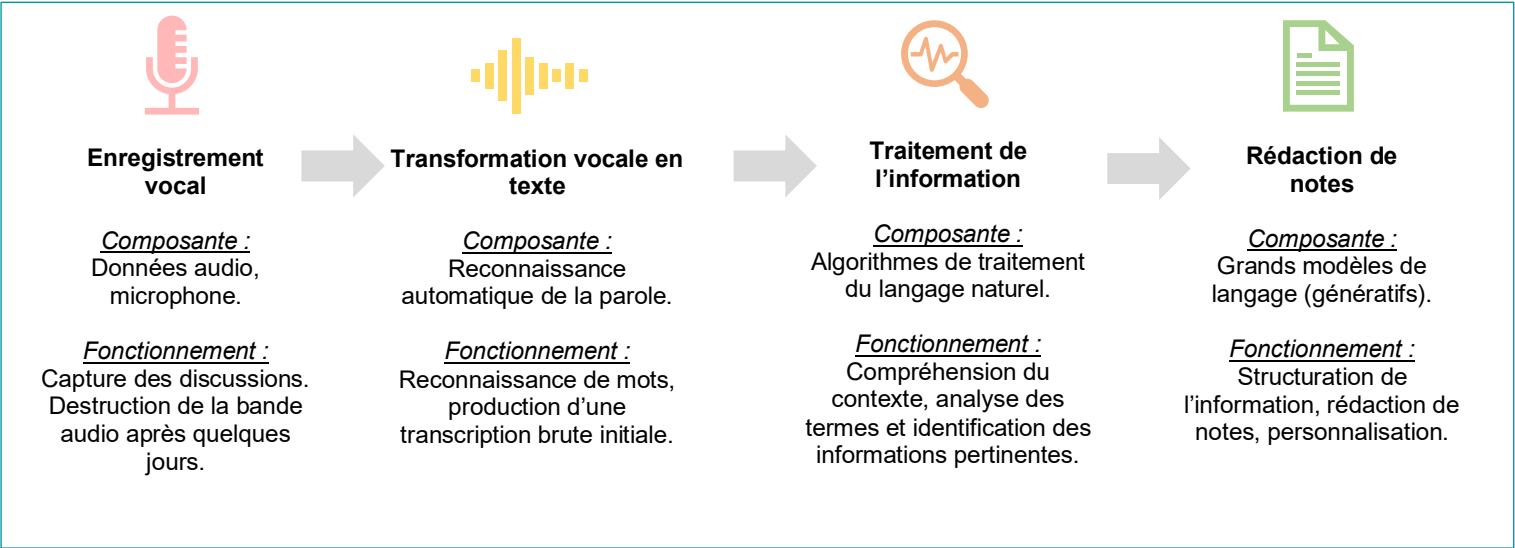 Enregistrement
vocal
Composante :
Données audio,
microphone.
Fonctionnement :
Capture des discussions.
Destruction de la bande
audio après quelques
jours.
Transformation vocale en
texte
Composante :
Reconnaissance
automatique de la parole.
Fonctionnement :
Reconnaissance de mots,
production d’une
transcription brute initiale.
Traitement de
l’information
Composante :
Algorithmes de traitement
du langage naturel.
Fonctionnement :
Compréhension du
contexte, analyse des
termes et identification des
informations pertinentes.
Rédaction de
notes
Composante :
Grands modèles de
langage (génératifs).
Fonctionnement :
Structuration de
l’information, rédaction de
notes, personnalisation.